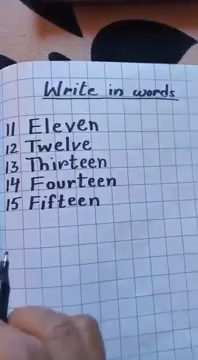 Write in words
11 Eleven
12 Twelve
13 Thirteen
14 Fourteen
15 Fifteen